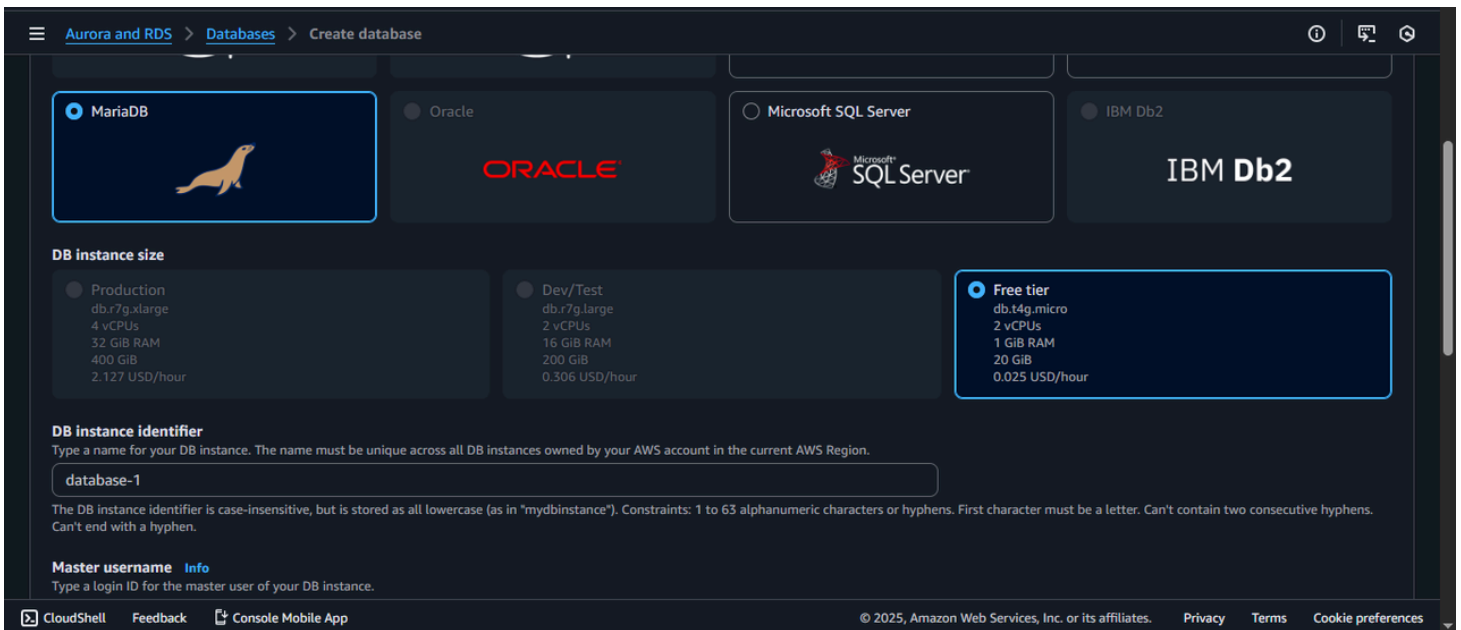 Aurora and RDS > Databases > Create database
MariaDB
Oracle
Microsoft SQL Server
IBM Db2
ORACLE
Microsoft
SQL Server
IBM Db2
DB instance size
Production
db.r7g.xlarge
4 vCPUs
32 GiB RAM
400 GiB
2.127 USD/hour
Dev/Test
db.r7g.large
2 vCPUs
16 GiB RAM
200 GiB
0.306 USD/hour
Free tier
db.t4g.micro
2 vCPUs
1 GiB RAM
20 GiB
0.025 USD/hour
DB instance identifier
Type a name for your DB instance. The name must be unique across all DB instances owned by your AWS account in the current AWS Region.
database-1
The DB instance identifier is case-insensitive, but is stored as all lowercase (as in "mydbinstance"). Constraints: 1 to 63 alphanumeric characters or hyphens. First character must be a letter. Can't contain two consecutive hyphens.
Can't end with a hyphen.
Master username Info
Type a login ID for the master user of your DB instance.
CloudShell Feedback Console Mobile App © 2025, Amazon Web Services, Inc. or its affiliates. Privacy Terms Cookie preferences